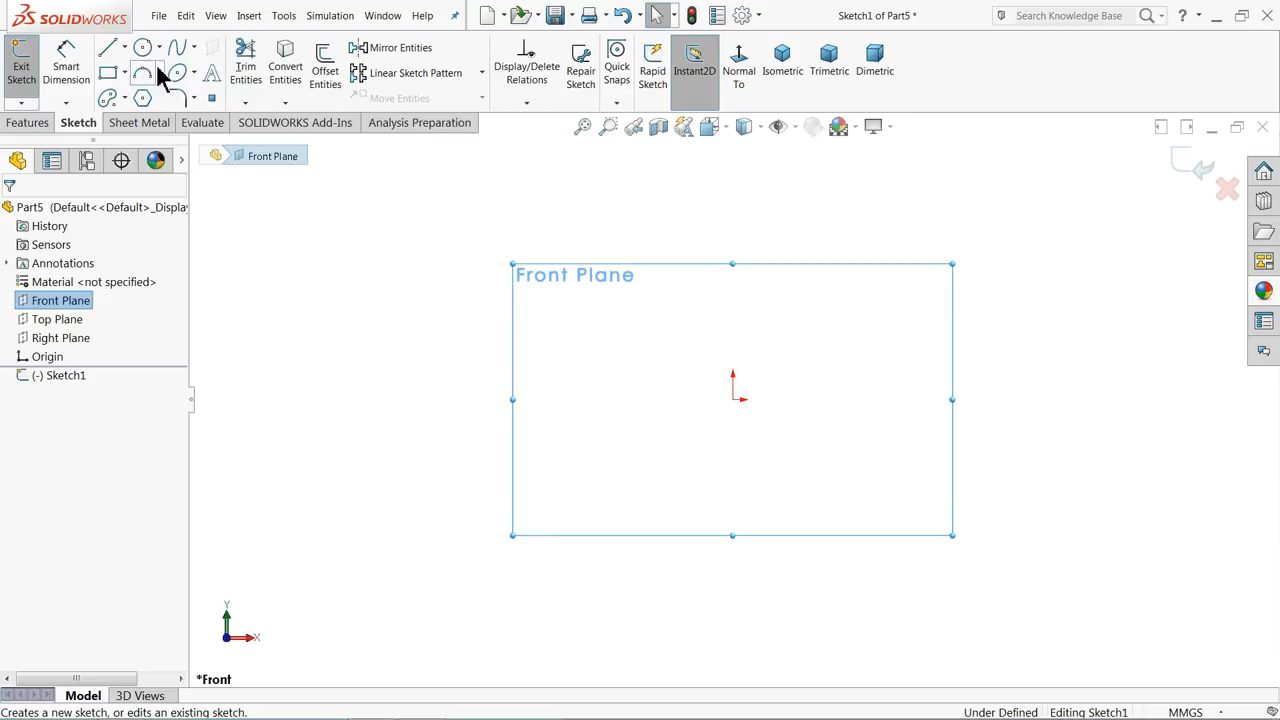 SOLIDWORKS
File Edit View Insert Tools Simulation Window Help
Sketch1 of Part5 *
Search Knowledge Base
?
Exit Sketch
Smart Dimension
Trim Entities
Convert Entities
Offset Entities
Mirror Entities
Linear Sketch Pattern
Move Entities
Display/Delete Relations
Repair Sketch
Quick Snaps
Rapid Sketch
Instant2D
Normal To
Isometric
Trimetric
Dimetric
Features Sketch Sheet Metal Evaluate SOLIDWORKS Add-Ins Analysis Preparation
Front Plane
Part5 (Default<<Default>_Display
History
Sensors
Annotations
Material <not specified>
Front Plane
Top Plane
Right Plane
Origin
(-) Sketch1
Front Plane
Y
X
*Front
Model 3D Views
Creates a new sketch, or edits an existing sketch.
Under Defined Editing Sketch1 MMGS